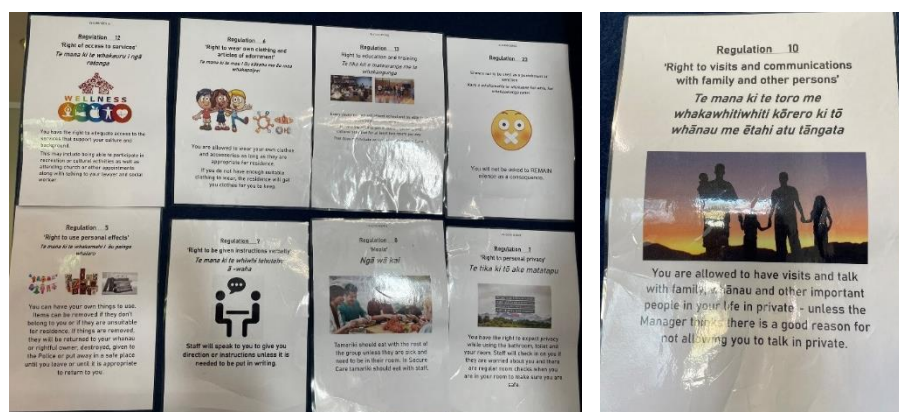 Regulation 12
'Right of access to services'
Te mana ki te whakauru i ngā
ratonga
WELLNESS
You have the right to adequate access to the
services that support your culture and
background.
This may include being able to participate in
recreation or cultural activities as well as
attending church or other appointments
along with talking to your lawyer and social
worker.
Regulation 6
'Right to wear own clothing and
articles of adornment'
You are allowed to wear your own clothes
and accessories as long as they are
appropriate for residence.
If you do not have enough suitable
clothing to wear, the residence will get
you clothes for you to keep.
Regulation 13
Right to education and training
Te tika ki te mātauranga me te
whakangungu
You will not be asked to REMAIN
silence as a consequence.
Regulation 5
'Right to use personal effects'
You can have your own things to use.
Items can be removed if they don't
belong to you or if they are unsuitable
for residence. If things are removed,
they will be returned to your whanau
or rightful owner, destroyed, given to
the Police or put away in a safe place
until you leave or until it is appropriate
to return to you.
Regulation 9
'Right to be given instructions verbally'
Te mana ki te whiwhi tohutohu
ā-waha
Staff will speak to you to give you
direction or instructions unless it is
needed to be put in writing.
Regulation 8
'Meals'
Ngā wā kai
Tamariki should eat with the rest of
the group unless they are sick and
need to be in their room. In Secure
Care tamariki should eat with staff.
Regulation 7
'Right to personal privacy'
Te tika ki tō ake matatapu
You have the right to expect privacy
while using the bathroom, toilet and
your room. Staff will check in on you if
they are worried about you and there
are regular room checks when you
are in your room to make sure you are
safe.
Regulation 10
'Right to visits and communications
with family and other persons'
Te mana ki te toro me
whakawhitiwhiti kōrero ki tō
whānau me ētahi atu tāngata
You are allowed to have visits and talk
with family, whānau and other important
people in your life in private - unless the
Manager thinks there is a good reason for
not allowing you to talk in private.